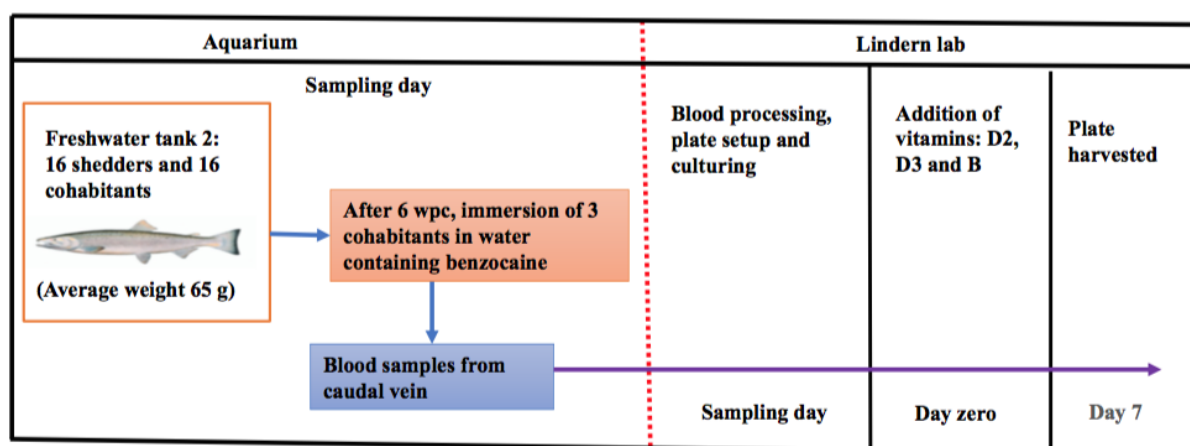 Aquarium
Lindern lab
Sampling day
Freshwater tank 2:
16 shedders and 16
cohabitants
(Average weight 65 g)
After 6 wpc, immersion of 3
cohabitants in water
containing benzocaine
Blood samples from
caudal vein
Blood processing,
plate setup and
culturing
Addition of
vitamins: D2,
D3 and B
Plate
harvested
Sampling day
Day zero
Day 7